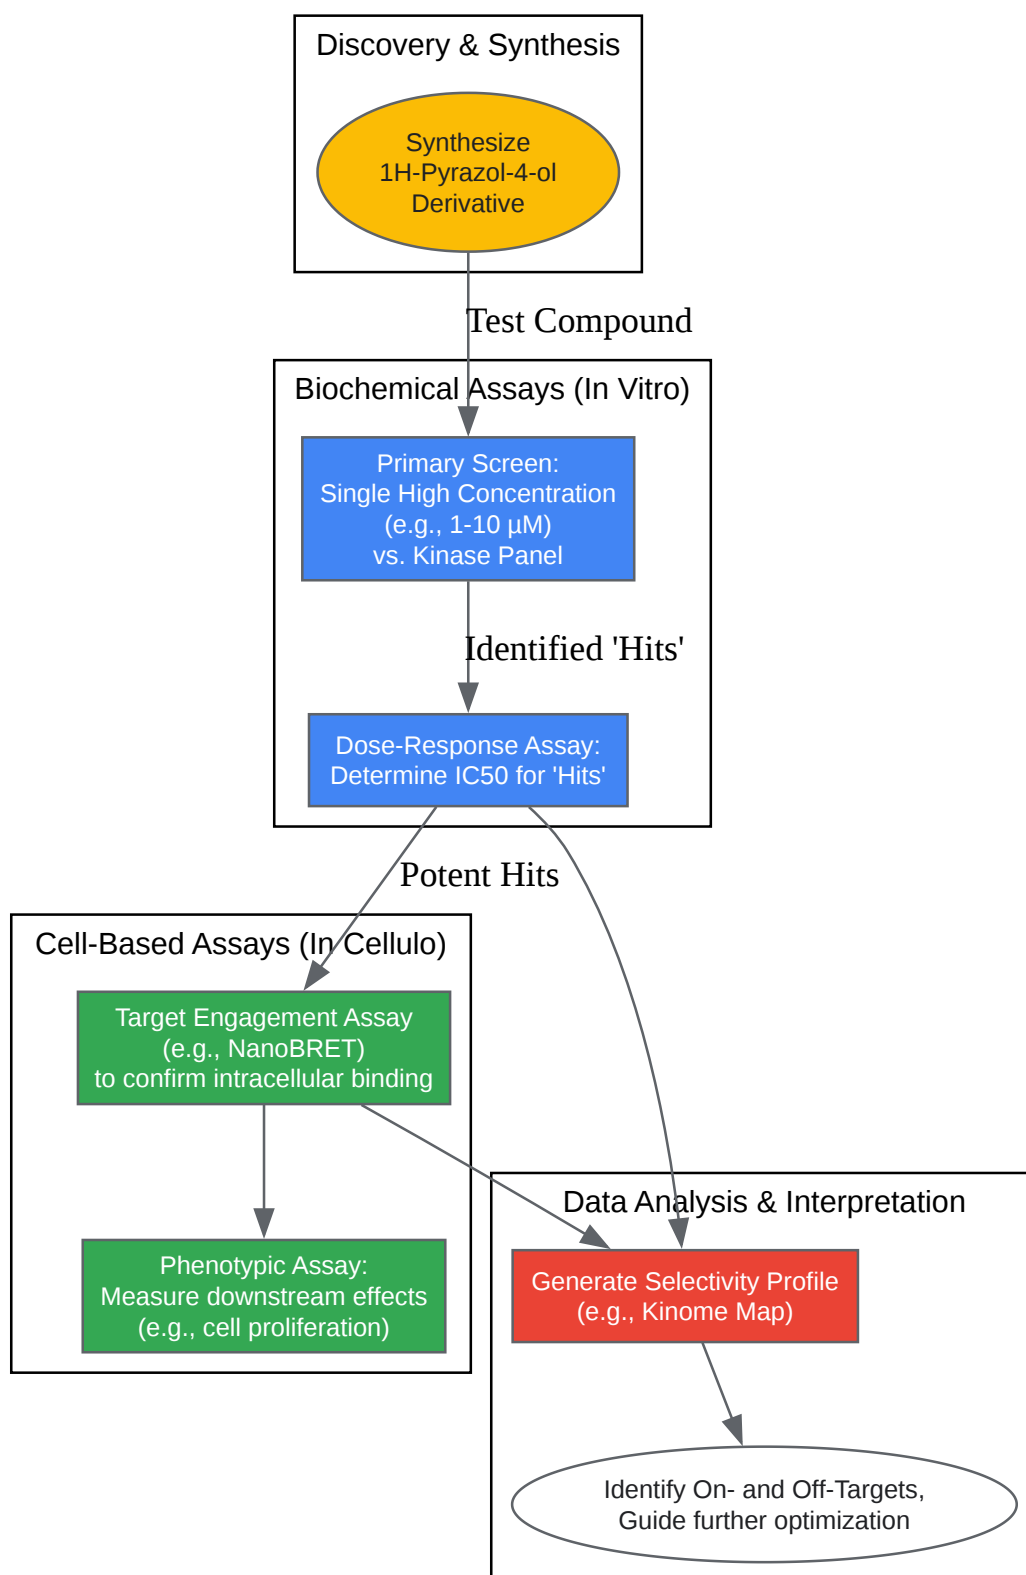 Discovery & Synthesis
Synthesize
1H-Pyrazol-4-ol
Derivative
Test Compound
Biochemical Assays (In Vitro)
Primary Screen:
Single High Concentration
(e.g., 1-10 µM)
vs. Kinase Panel
Identified 'Hits'
Dose-Response Assay:
Determine IC50 for 'Hits'
Potent Hits
Cell-Based Assays (In Cellulo)
Target Engagement Assay
(e.g., NanoBRET)
to confirm intracellular binding
Phenotypic Assay:
Measure downstream effects
(e.g., cell proliferation)
Data Analysis & Interpretation
Generate Selectivity Profile
(e.g., Kinome Map)
Identify On- and Off-Targets,
Guide further optimization